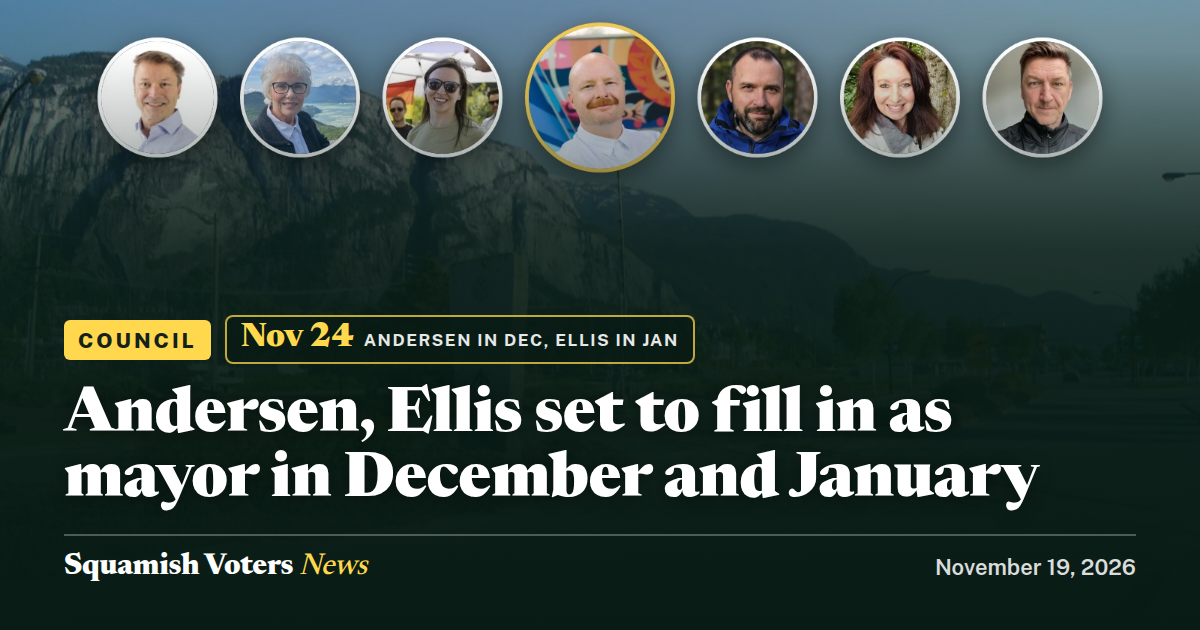 COUNCIL
Nov 24 ANDERSEN IN DEC, ELLIS IN JAN
Andersen, Ellis set to fill in as
mayor in December and January
Squamish Voters News
November 19, 2026